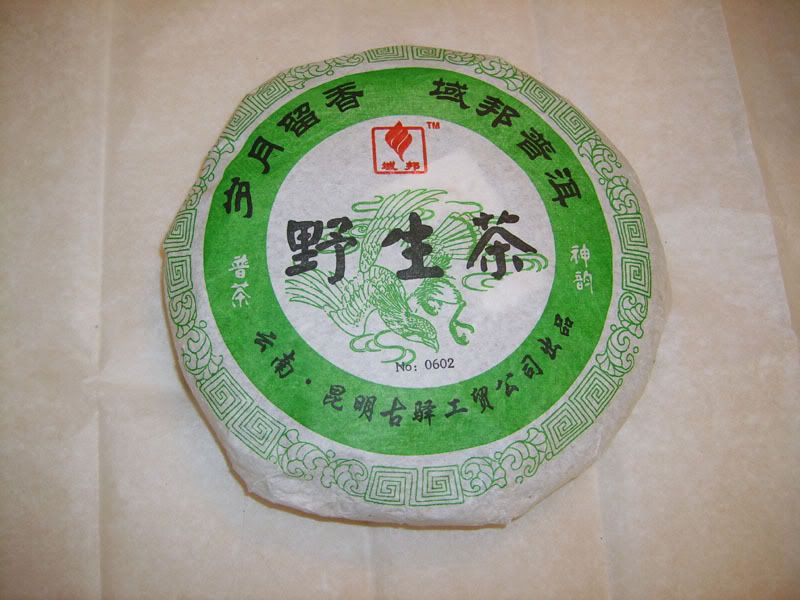 岁月韶香 域邦普洱
TM
域邦
野生茶
普茶
神韵
No: 0602
云南·昆明古驿工贸公司出品